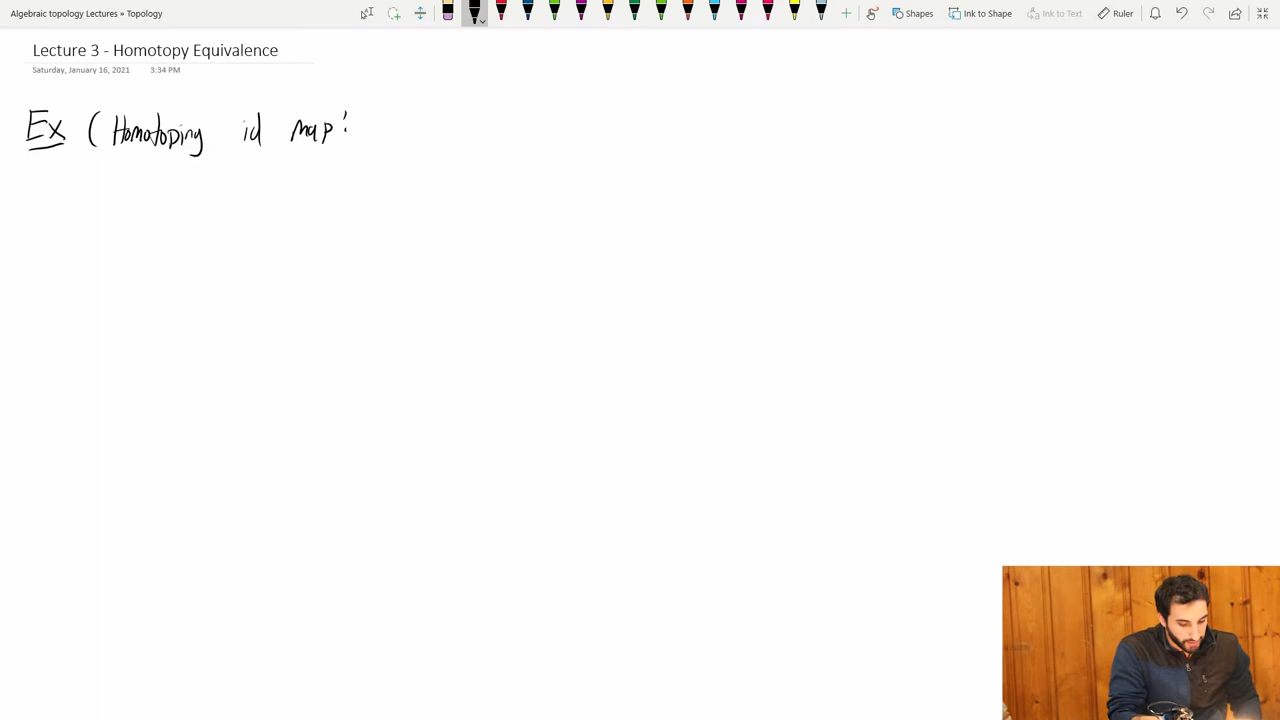 Algebraic topology Lectures » Topology
Shapes
Ink to Shape
Ink to Text
Ruler
Lecture 3 - Homotopy Equivalence
Saturday, January 16, 2021 3:34 PM
Ex (Homotoping id map: